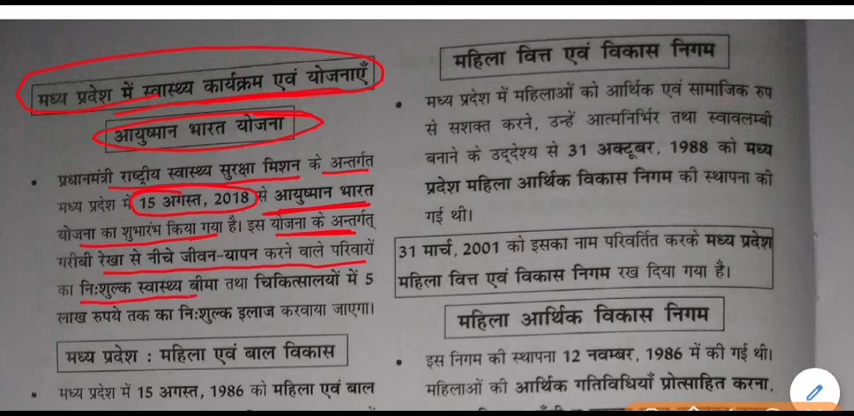 मध्य प्रदेश में स्वास्थ्य कार्यक्रम एवं योजनाएँ
आयुष्मान भारत योजना
• प्रधानमंत्री राष्ट्रीय स्वास्थ्य सुरक्षा मिशन के अन्तर्गत
मध्य प्रदेश में 15 अगस्त, 2018 से आयुष्मान भारत
योजना का शुभारंभ किया गया है। इस योजना के अन्तर्गत्
गरीबी रेखा से नीचे जीवन-यापन करने वाले परिवारों
का नि:शुल्क स्वास्थ्य बीमा तथा चिकित्सालयों में 5
लाख रुपये तक का नि:शुल्क इलाज करवाया जाएगा।
मध्य प्रदेश : महिला एवं बाल विकास
• मध्य प्रदेश में 15 अगस्त, 1986 को महिला एवं बाल
महिला वित्त एवं विकास निगम
• मध्य प्रदेश में महिलाओं को आर्थिक एवं सामाजिक रुप
से सशक्त करने, उन्हें आत्मनिर्भर तथा स्वावलम्बी
बनाने के उद्देश्य से 31 अक्टूबर, 1988 को मध्य
प्रदेश महिला आर्थिक विकास निगम की स्थापना की
गई थी।
31 मार्च, 2001 को इसका नाम परिवर्तित करके मध्य प्रदेश
महिला वित्त एवं विकास निगम रख दिया गया है।
महिला आर्थिक विकास निगम
• इस निगम की स्थापना 12 नवम्बर, 1986 में की गई थी।
महिलाओं की आर्थिक गतिविधियाँ प्रोत्साहित करना,